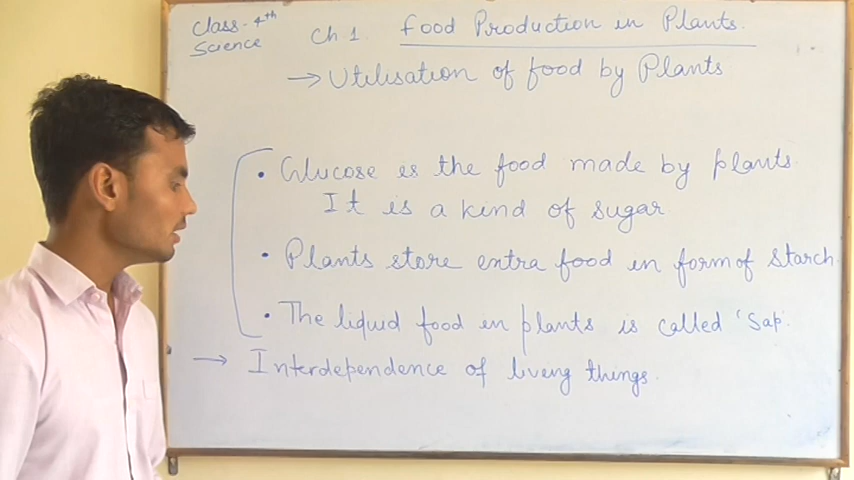 Class - 4th
Science
Ch 1. Food Production in Plants.
→ Utilisation of food by Plants
• Glucose is the food made by plants.
It is a kind of sugar
• Plants store extra food in form of starch.
• The liquid food in plants is called 'Sap'.
→ Interdependence of living things.